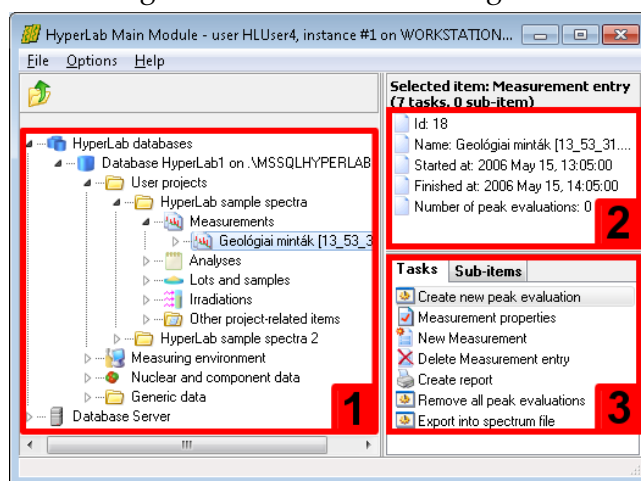 HyperLab Main Module - user HLUser4, instance #1 on WORKSTATION...
File Options Help
HyperLab databases
Database HyperLab1 on .\MSSQLHYPERLAB
User projects
HyperLab sample spectra
Measurements
Geológiai minták [13_53_3
Analyses
Lots and samples
Irradiations
Other project-related items
HyperLab sample spectra 2
Measuring environment
Nuclear and component data
Generic data
Database Server
1
Selected item: Measurement entry
(7 tasks, 0 sub-item)
Id: 18
Name: Geológiai minták [13_53_31....
Started at: 2006 May 15, 13:05:00
Finished at: 2006 May 15, 14:05:00
Number of peak evaluations: 0
2
Tasks Sub-items
Create new peak evaluation
Measurement properties
New Measurement
Delete Measurement entry
Create report
Remove all peak evaluations
Export into spectrum file
3